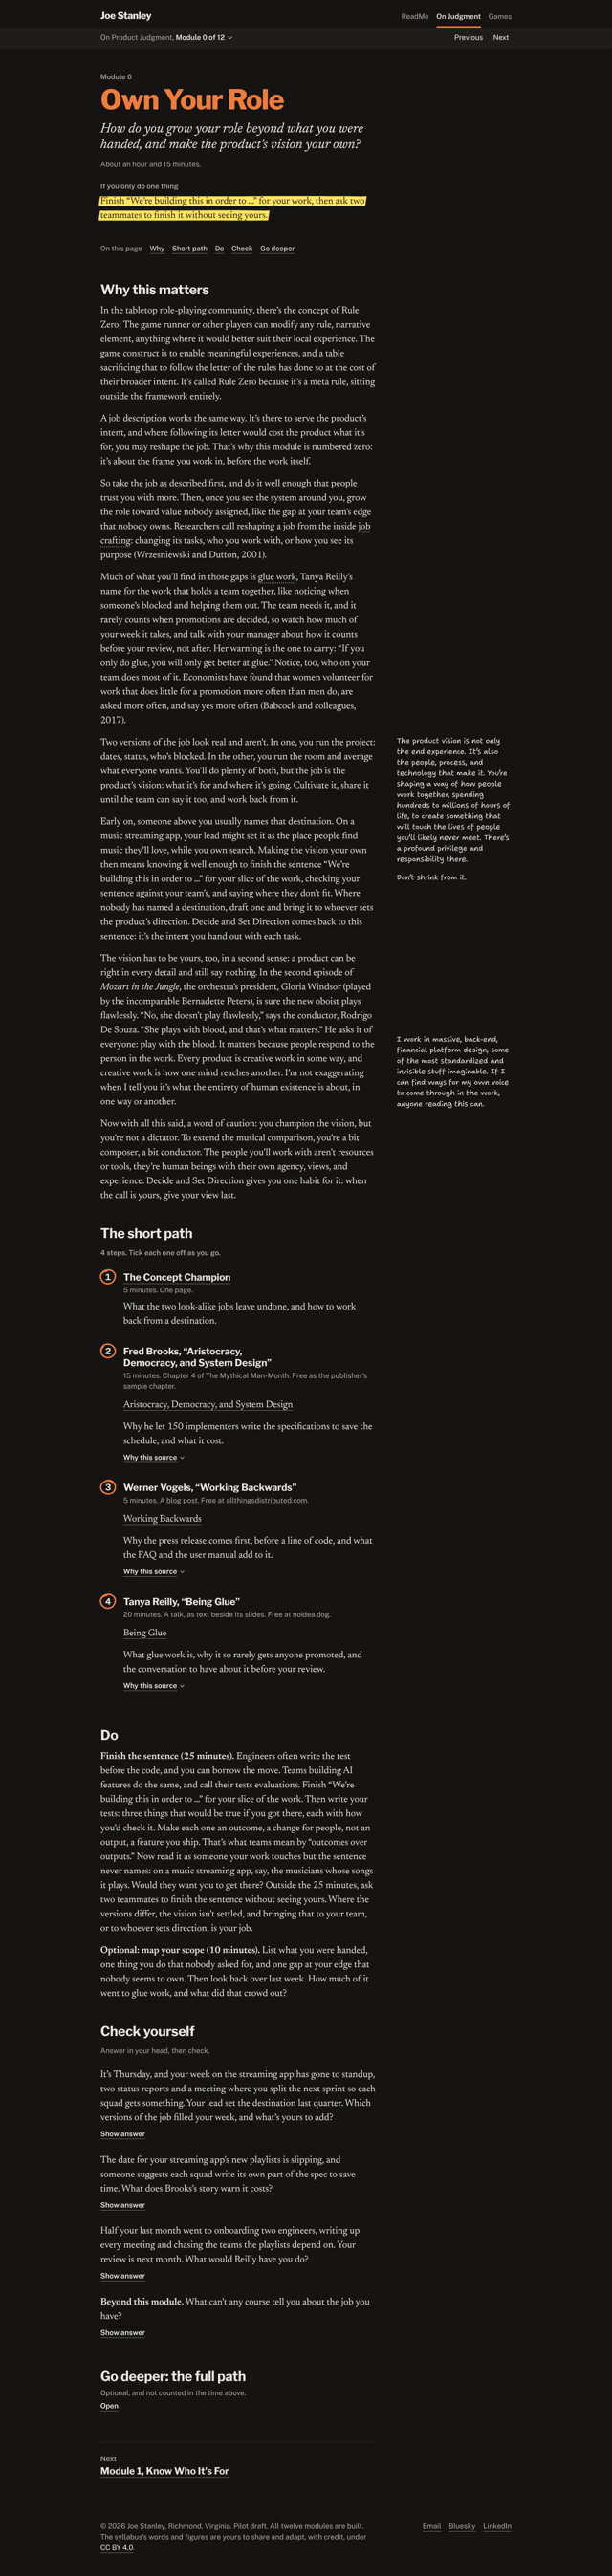 Joe Stanley
ReadMe On Judgment Games
On Product Judgment, Module 0 of 12
Previous Next
Module 0
Own Your Role
How do you grow your role beyond what you were
handed, and make the product's vision your own?
About an hour and 15 minutes.
If you only do one thing
Finish “We’re building this in order to ...” for your work, then ask two
teammates to finish it without seeing yours.
On this page Why Short path Do Check Go deeper
Why this matters
In the tabletop role-playing community, there’s the concept of Rule
Zero: The game runner or other players can modify any rule, narrative
element, anything where it would better suit their local experience. The
game construct is to enable meaningful experiences, and a table
sacrificing that to follow the letter of the rules has done so at the cost of
their broader intent. It’s called Rule Zero because it’s a meta rule, sitting
outside the framework entirely.
A job description works the same way. It’s there to serve the product’s
intent, and where following its letter would cost the product what it’s
for, you may reshape the job. That’s why this module is numbered zero:
it’s about the frame you work in, before the work itself.
So take the job as described first, and do it well enough that people
trust you with more. Then, once you see the system around you, grow
the role toward value nobody assigned, like the gap at your team’s edge
that nobody owns. Researchers call reshaping a job from the inside job
crafting: changing its tasks, who you work with, or how you see its
purpose (Wrzesniewski and Dutton, 2001).
Much of what you’ll find in those gaps is glue work, Tanya Reilly’s
name for the work that holds a team together, like noticing when
someone’s blocked and helping them out. The team needs it, and it
rarely counts when promotions are decided, so watch how much of
your week it takes, and talk with your manager about how it counts
before your review, not after. Her warning is the one to carry: “If you
only do glue, you will only get better at glue.” Notice, too, who on your
team does most of it. Economists have found that women volunteer for
work that does little for a promotion more often than men do, are
asked more often, and say yes more often (Babcock and colleagues,
2017).
Two versions of the job look real and aren’t. In one, you run the project:
dates, status, who’s blocked. In the other, you run the room and average
what everyone wants. You’ll do plenty of both, but the job is the
product’s vision: what it’s for and where it’s going. Cultivate it, share it
until the team can say it too, and work back from it.
The product vision is not only
the end experience. It’s also
the people, process, and
technology that make it. You’re
shaping a way of how people
work together, spending
hundreds to millions of hours of
life, to create something that
will touch the lives of people
you’ll likely never meet. There’s
a profound privilege and
responsibility there.
Don’t shrink from it.
Early on, someone above you usually names that destination. On a
music streaming app, your lead might set it as the place people find
music they’ll love, while you own search. Making the vision your own
then means knowing it well enough to finish the sentence “We’re
building this in order to ...” for your slice of the work, checking your
sentence against your team’s, and saying where they don’t fit. Where
nobody has named a destination, draft one and bring it to whoever sets
the product’s direction. Decide and Set Direction comes back to this
sentence: it’s the intent you hand out with each task.
The vision has to be yours, too, in a second sense: a product can be
right in every detail and still say nothing. In the second episode of
Mozart in the Jungle, the orchestra’s president, Gloria Windsor (played
by the incomparable Bernadette Peters), is sure the new oboist plays
flawlessly. “No, she doesn’t play flawlessly,” says the conductor, Rodrigo
De Souza. “She plays with blood, and that’s what matters.” He asks it of
everyone: play with the blood. It matters because people respond to the
person in the work. Every product is creative work in some way, and
creative work is how one mind reaches another. I’m not exaggerating
when I tell you it’s what the entirety of human existence is about, in
one way or another.
I work in massive, back-end,
financial platform design, some
of the most standardized and
invisible stuff imaginable. If I
can find ways for my own voice
to come through in the work,
anyone reading this can.
Now with all this said, a word of caution: you champion the vision, but
you’re not a dictator. To extend the musical comparison, you’re a bit
composer, a bit conductor. The people you’ll work with aren’t resources
or tools, they’re human beings with their own agency, views, and
experience. Decide and Set Direction gives you one habit for it: when
the call is yours, give your view last.
The short path
4 steps. Tick each one off as you go.
1 The Concept Champion
5 minutes. One page.
What the two look-alike jobs leave undone, and how to work
back from a destination.
2 Fred Brooks, “Aristocracy,
Democracy, and System Design”
15 minutes. Chapter 4 of The Mythical Man-Month. Free as the publisher’s
sample chapter.
Aristocracy, Democracy, and System Design
Why he let 150 implementers write the specifications to save the
schedule, and what it cost.
Why this source
3 Werner Vogels, “Working Backwards”
5 minutes. A blog post. Free at allthingsdistributed.com.
Working Backwards
Why the press release comes first, before a line of code, and what
the FAQ and the user manual add to it.
Why this source
4 Tanya Reilly, “Being Glue”
20 minutes. A talk, as text beside its slides. Free at noidea.dog.
Being Glue
What glue work is, why it so rarely gets anyone promoted, and
the conversation to have about it before your review.
Why this source
Do
Finish the sentence (25 minutes). Engineers often write the test
before the code, and you can borrow the move. Teams building AI
features do the same, and call their tests evaluations. Finish “We’re
building this in order to ...” for your slice of the work. Then write your
tests: three things that would be true if you got there, each with how
you’d check it. Make each one an outcome, a change for people, not an
output, a feature you ship. That’s what teams mean by “outcomes over
outputs.” Now read it as someone your work touches but the sentence
never names: on a music streaming app, say, the musicians whose songs
it plays. Would they want you to get there? Outside the 25 minutes, ask
two teammates to finish the sentence without seeing yours. Where the
versions differ, the vision isn’t settled, and bringing that to your team,
or to whoever sets direction, is your job.
Optional: map your scope (10 minutes). List what you were handed,
one thing you do that nobody asked for, and one gap at your edge that
nobody seems to own. Then look back over last week. How much of it
went to glue work, and what did that crowd out?
Check yourself
Answer in your head, then check.
It’s Thursday, and your week on the streaming app has gone to standup,
two status reports and a meeting where you split the next sprint so each
squad gets something. Your lead set the destination last quarter. Which
versions of the job filled your week, and what’s yours to add?
Show answer
The date for your streaming app’s new playlists is slipping, and
someone suggests each squad write its own part of the spec to save
time. What does Brooks’s story warn it costs?
Show answer
Half your last month went to onboarding two engineers, writing up
every meeting and chasing the teams the playlists depend on. Your
review is next month. What would Reilly have you do?
Show answer
Beyond this module. What can’t any course tell you about the job you
have?
Show answer
Go deeper: the full path
Optional, and not counted in the time above.
Open
Next
Module 1, Know Who It’s For
© 2026 Joe Stanley, Richmond, Virginia. Pilot draft. All twelve modules are built.
The syllabus’s words and figures are yours to share and adapt, with credit, under
CC BY 4.0.
Email Bluesky LinkedIn